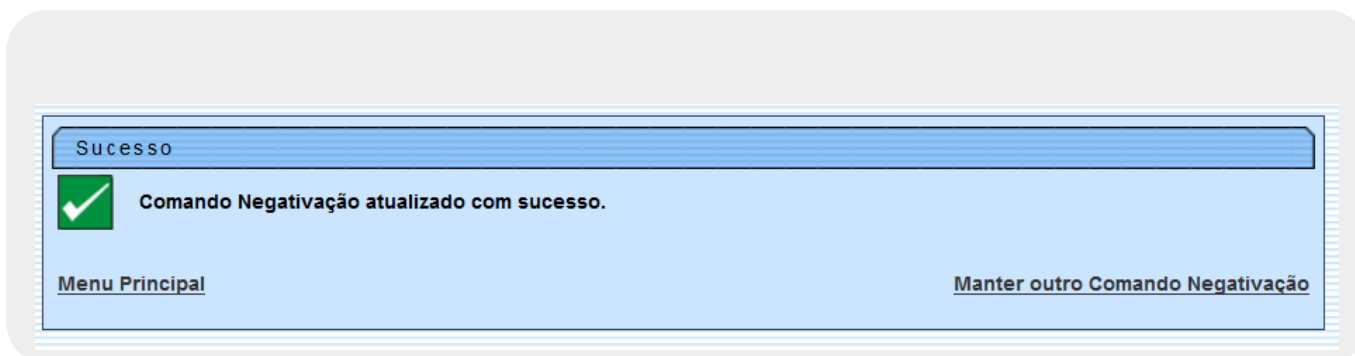 Sucesso
Comando Negativação atualizado com sucesso.
Menu Principal
Manter outro Comando Negativação